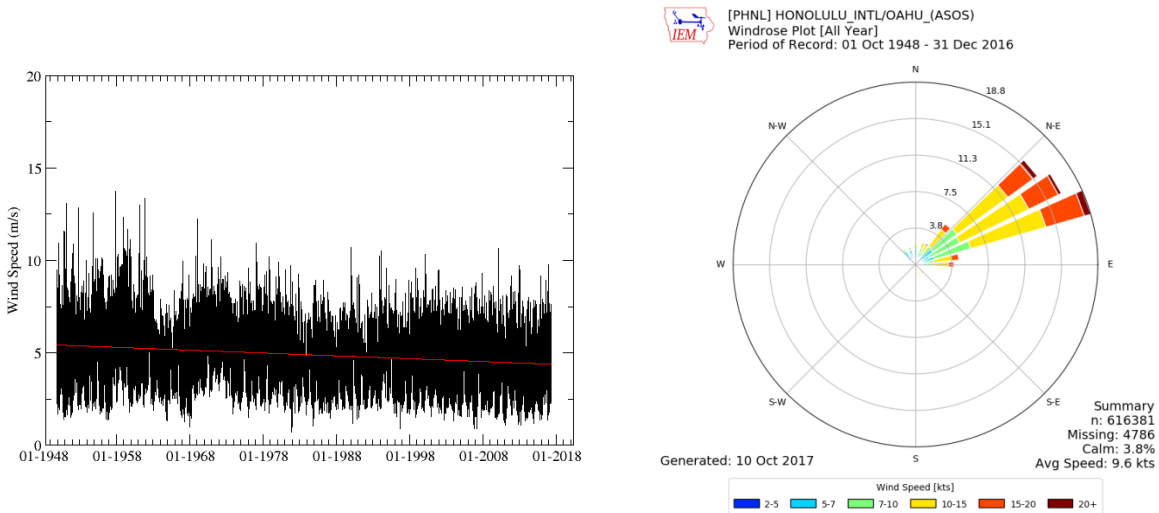 20
15
10
5
0
Wind Speed (m/s)
01-1948 01-1958 01-1968 01-1978 01-1988 01-1998 01-2008 01-2018
IEM
[PHNL] HONOLULU_INTL/OAHU_(ASOS)
Windrose Plot [All Year]
Period of Record: 01 Oct 1948 - 31 Dec 2016
N
18.8
N-W
N-E
15.1
11.3
7.5
3.8
W
E
S-W
S-E
S
Summary
n: 616381
Missing: 4786
Calm: 3.8%
Avg Speed: 9.6 kts
Generated: 10 Oct 2017
Wind Speed [kts]
2-5 5-7 7-10 10-15 15-20 20+